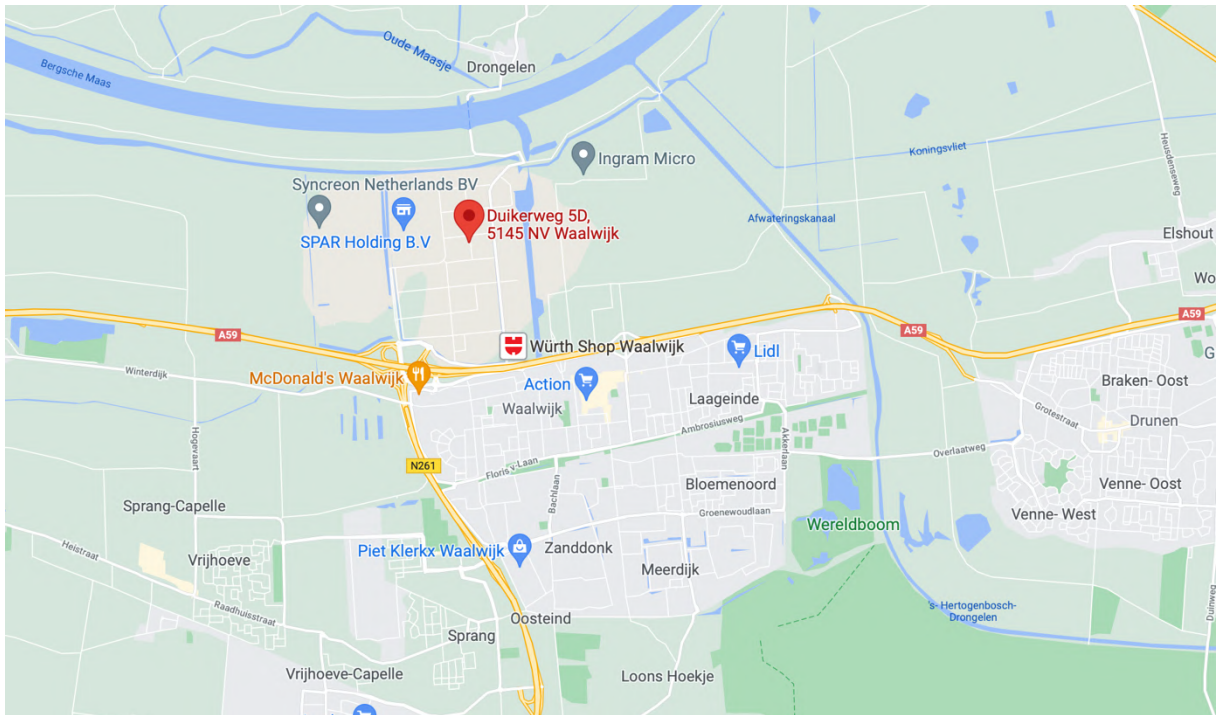 Oude Maasje
Drongelen
Bergsche Maas
Heusdenseweg
Koningsvliet
Ingram Micro
Syncreon Netherlands BV
Duikerweg 5D,
5145 NV Waalwijk
SPAR Holding B.V
Afwateringskanaal
Elshout
Wo
A59
A59
A59
Würth Shop Waalwijk
Lidl
G
Winterdijk
McDonald's Waalwijk
Action
Waalwijk
Laageinde
Braken- Oost
Ambrosiusweg
Grotestraat
Drunen
Hogevaart
Akkerlaan
Overlaatweg
N261
Floris v-Laan
Bachlaan
Bloemenoord
Venne- Oost
Sprang-Capelle
Groenewoudlaan
Wereldboom
Venne- West
Heistraat
Vrijhoeve
Piet Klerkx Waalwijk
Zanddonk
Meerdijk
Raadhuisstraat
Oosteind
's- Hertogenbosch-
Drongelen
Duinweg
Sprang
Vrijhoeve-Capelle
Loons Hoekje